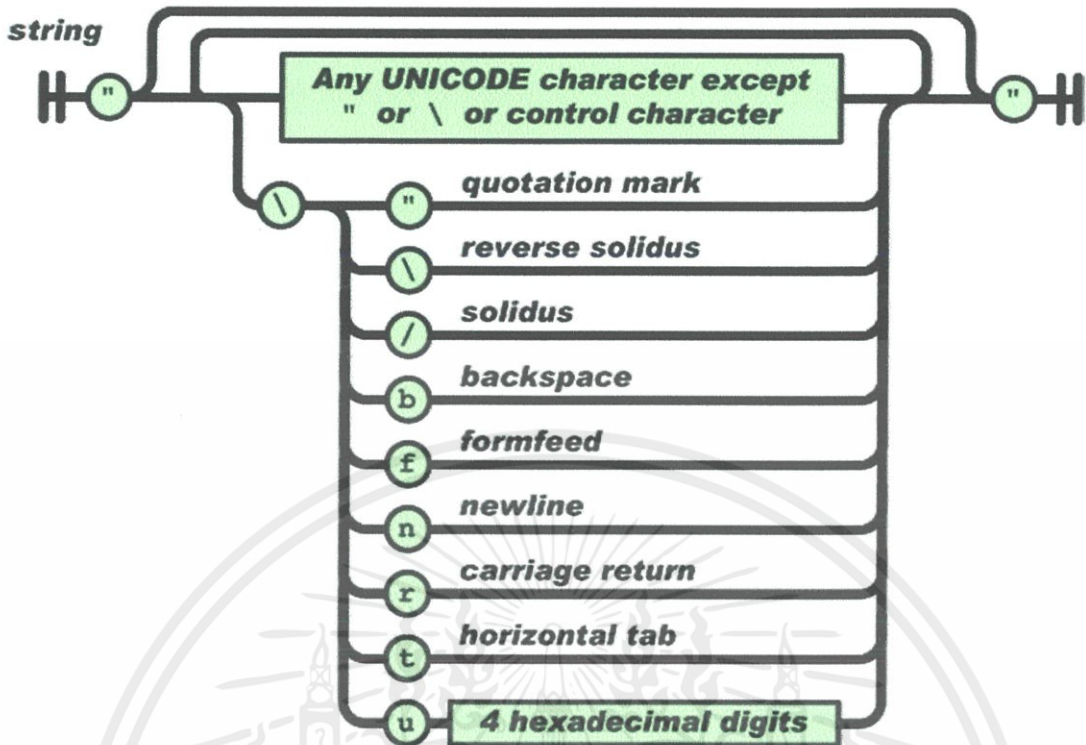 string
"
Any UNICODE character except
" or \ or control character
"
\
" quotation mark
\ reverse solidus
/ solidus
b backspace
f formfeed
n newline
r carriage return
t horizontal tab
u 4 hexadecimal digits